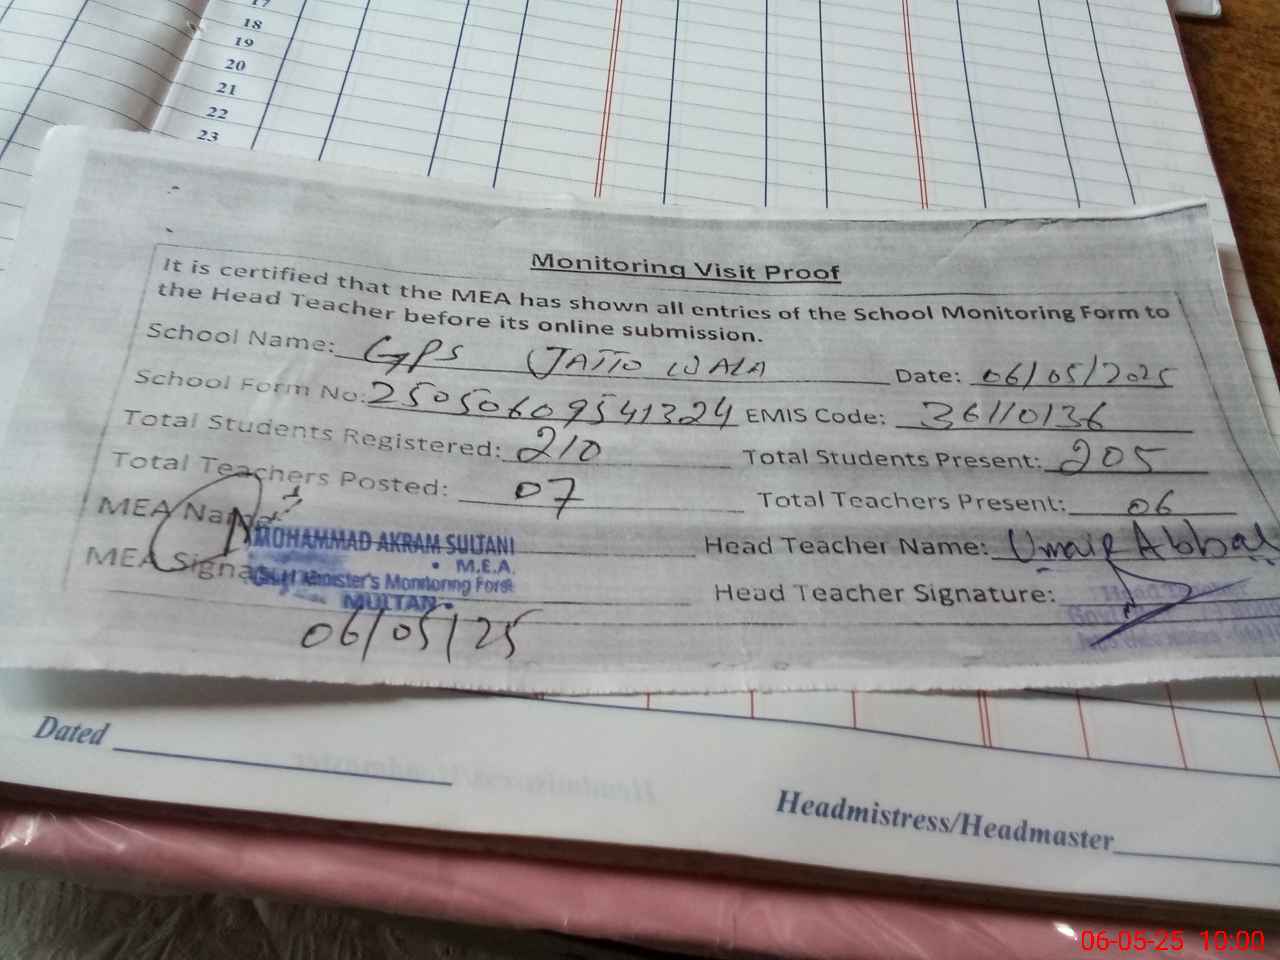 17
18
19
20
21
22
23
Monitoring Visit Proof
It is certified that the MEA has shown all entries of the School Monitoring Form to
the Head Teacher before its online submission.
School Name: GPS JATTO WALA Date: 06/05/2025
School Form No: 25050609541324 EMIS Code: 36110136
Total Students Registered: 210 Total Students Present: 205
Total Teachers Posted: 07 Total Teachers Present: 06
MEA Name Head Teacher Name: Umair Abbas
MOHAMMAD AKRAM SULTANI
M.E.A.
MEA Signa Head Teacher Signature:
Minister's Monitoring Force
MULTAN
06/05/25
Dated
Headmistress/Headmaster
06-05-25 10:00